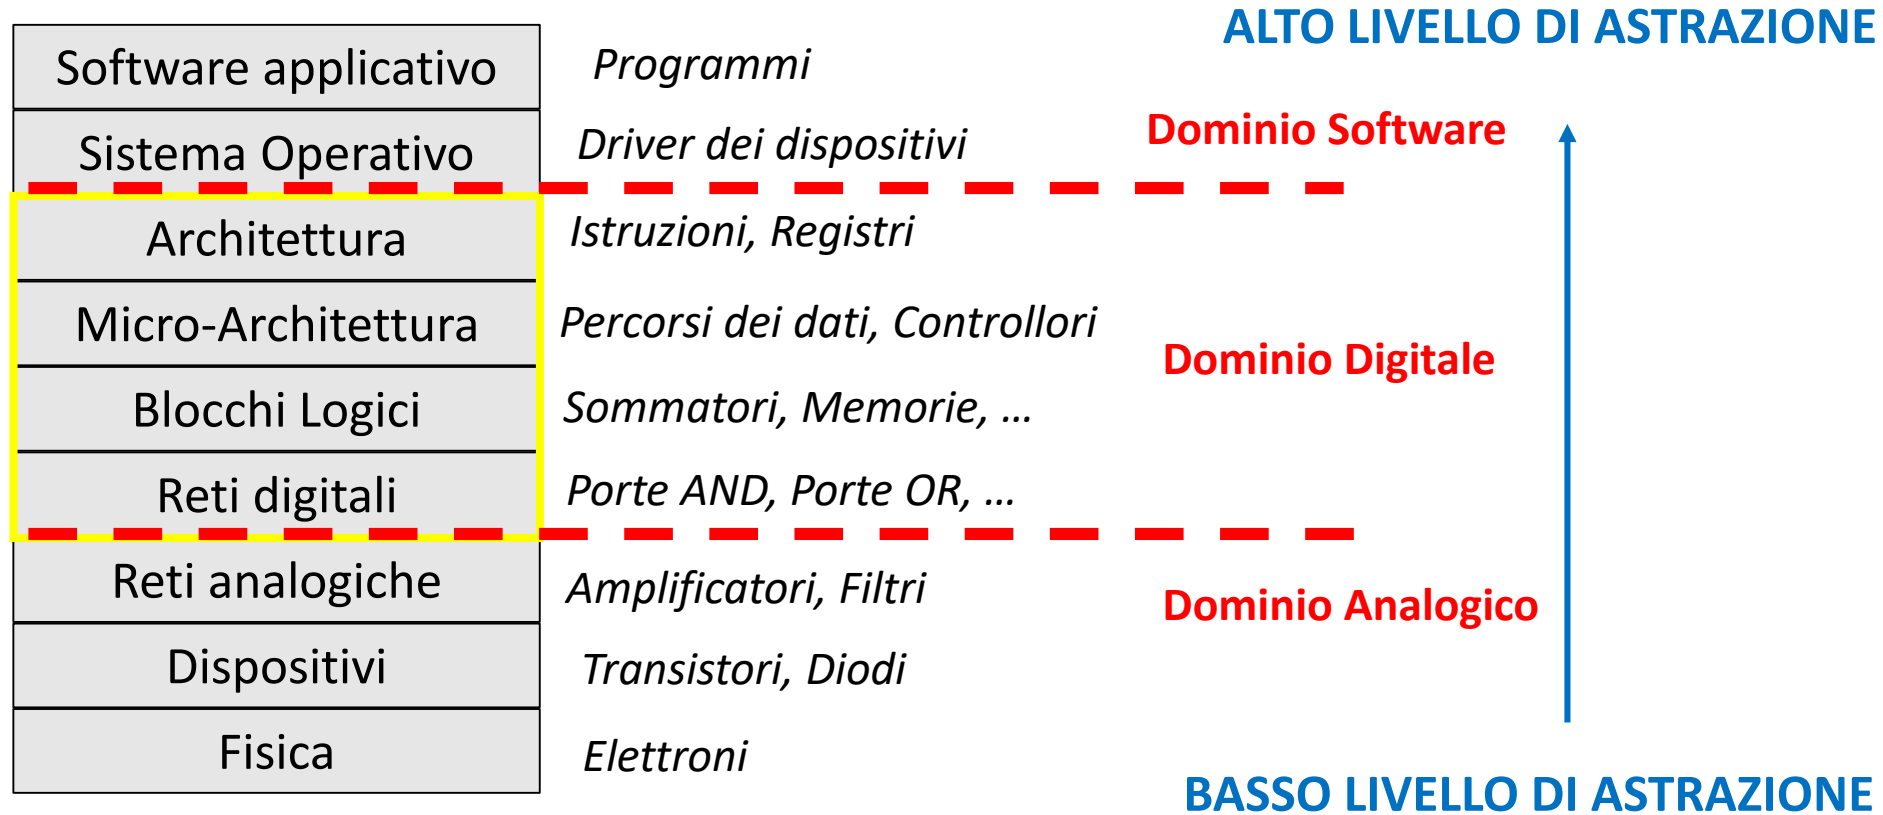 ALTO LIVELLO DI ASTRAZIONE
Software applicativo
Programmi
Sistema Operativo
Driver dei dispositivi
Dominio Software
Architettura
Istruzioni, Registri
Micro-Architettura
Percorsi dei dati, Controllori
Dominio Digitale
Blocchi Logici
Sommatori, Memorie, ...
Reti digitali
Porte AND, Porte OR, ...
Reti analogiche
Amplificatori, Filtri
Dominio Analogico
Dispositivi
Transistori, Diodi
Fisica
Elettroni
BASSO LIVELLO DI ASTRAZIONE